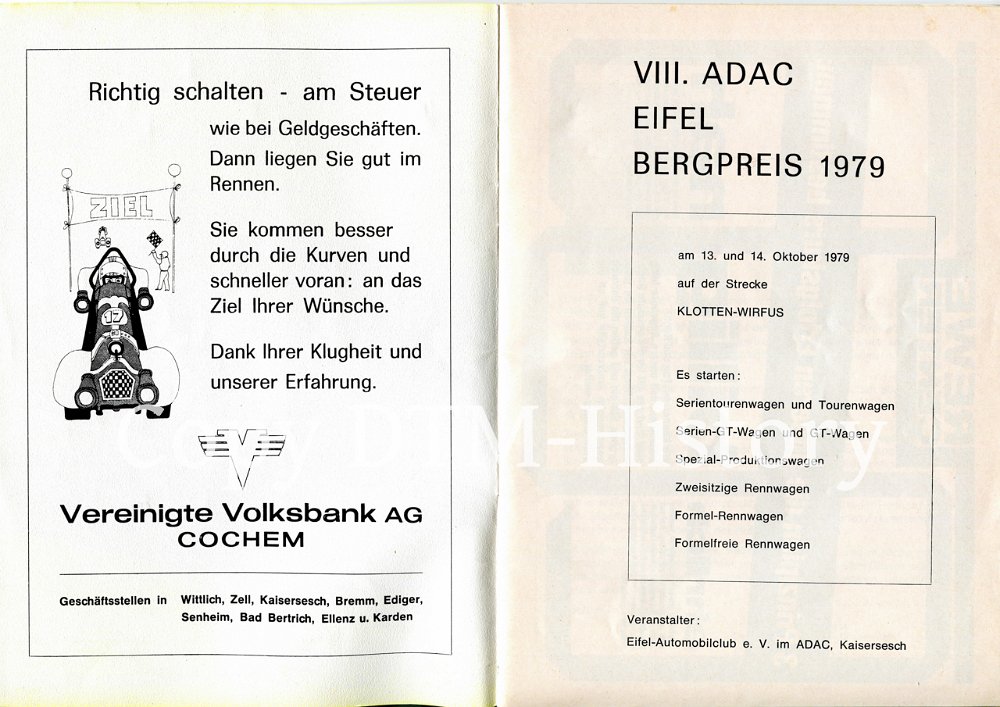 Richtig schalten - am Steuer
wie bei Geldgeschäften.
Dann liegen Sie gut im
Rennen.
ZIEL
17
Sie kommen besser
durch die Kurven und
schneller voran: an das
Ziel Ihrer Wünsche.
Dank Ihrer Klugheit und
unserer Erfahrung.
V
Vereinigte Volksbank AG
COCHEM
Geschäftsstellen in Wittlich, Zell, Kaisersesch, Bremm, Ediger,
Senheim, Bad Bertrich, Ellenz u. Karden
VIII. ADAC
EIFEL
BERGPREIS 1979
am 13. und 14. Oktober 1979
auf der Strecke
KLOTTEN-WIRFUS
Es starten:
Serientourenwagen und Tourenwagen
Serien-GT-Wagen und GT-Wagen
Spezial-Produktionswagen
Zweisitzige Rennwagen
Formel-Rennwagen
Formelfreie Rennwagen
Veranstalter:
Eifel-Automobilclub e. V. im ADAC, Kaisersesch